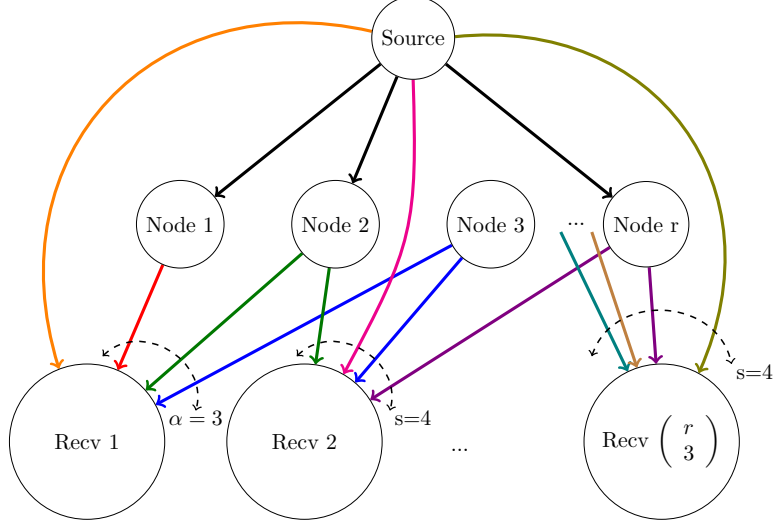 Source
Node 1
Node 2
Node 3
...
Node r
α = 3
s=4
s=4
Recv 1
Recv 2
...
Recv ( r
3 )